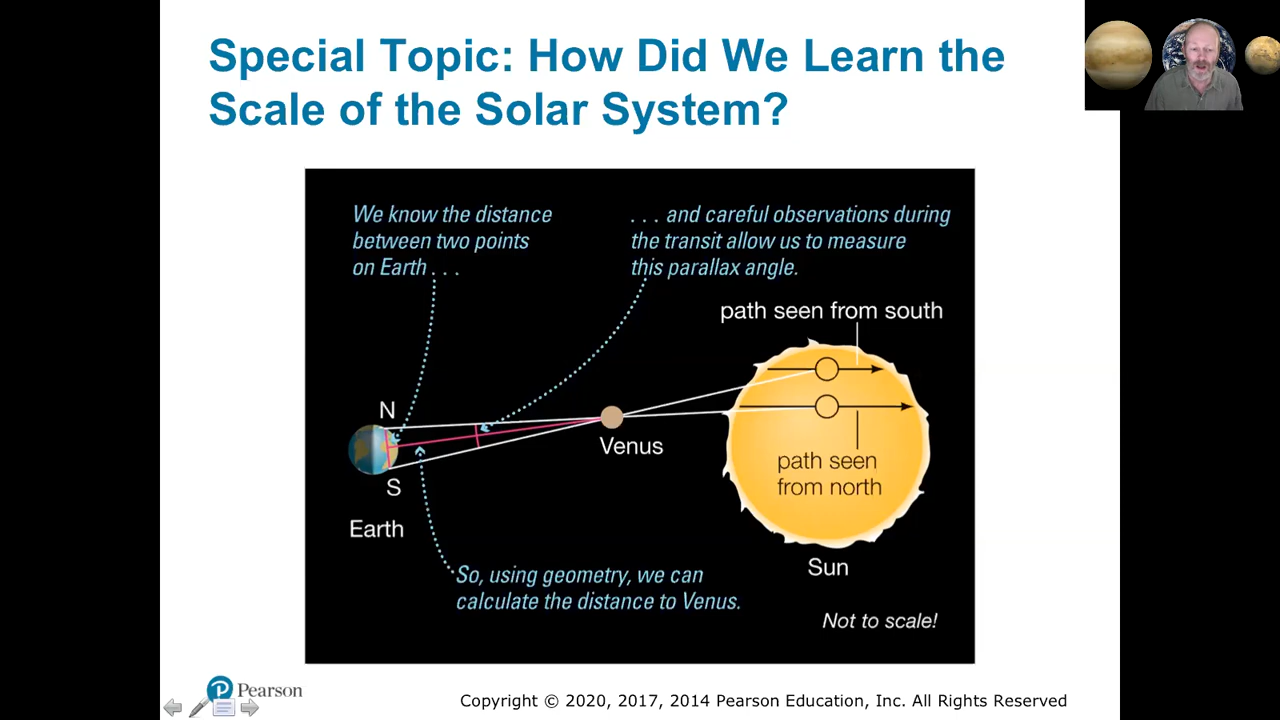 Special Topic: How Did We Learn the
Scale of the Solar System?
We know the distance
between two points
on Earth . . .
. . . and careful observations during
the transit allow us to measure
this parallax angle.
path seen from south
N
Venus
S
path seen
from north
Earth
Sun
So, using geometry, we can
calculate the distance to Venus.
Not to scale!
Pearson
Copyright © 2020, 2017, 2014 Pearson Education, Inc. All Rights Reserved